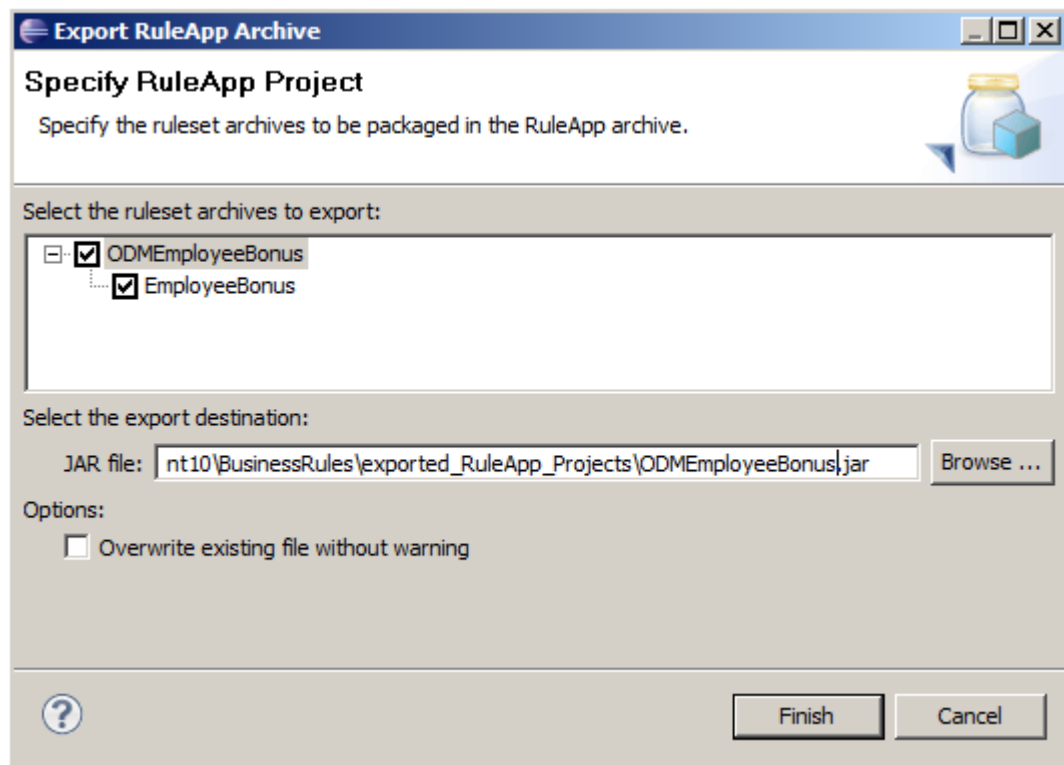 Export RuleApp Archive
Specify RuleApp Project
Specify the ruleset archives to be packaged in the RuleApp archive.
Select the ruleset archives to export:
ODMEmployeeBonus
EmployeeBonus
Select the export destination:
JAR file: nt10\BusinessRules\exported_RuleApp_Projects\ODMEmployeeBonus.jar Browse ...
Options:
Overwrite existing file without warning
? Finish Cancel